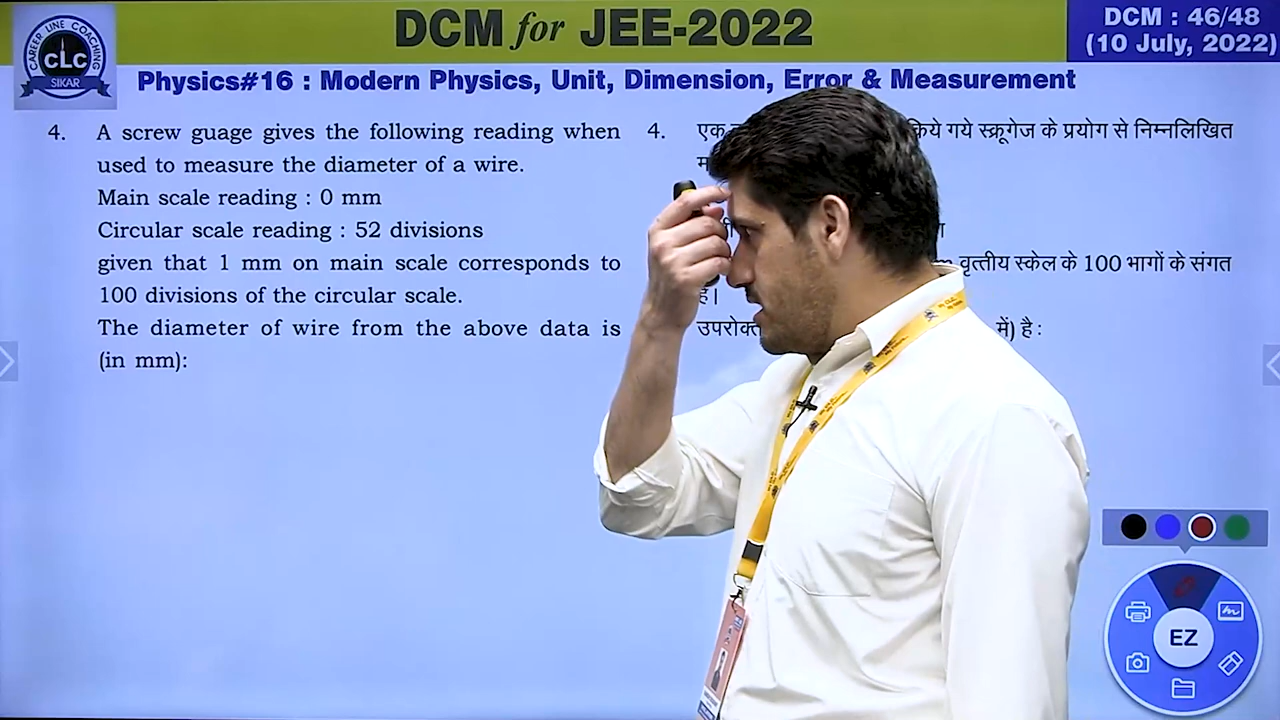 DCM for JEE-2022
DCM : 46/48
(10 July, 2022)
CAREER LINE COACHING
CLC
SIKAR
Physics#16 : Modern Physics, Unit, Dimension, Error & Measurement
4. A screw guage gives the following reading when
used to measure the diameter of a wire.
Main scale reading : 0 mm
Circular scale reading : 52 divisions
given that 1 mm on main scale corresponds to
100 divisions of the circular scale.
The diameter of wire from the above data is
(in mm):
4. एक किये गये स्क्रूगेज के प्रयोग से निम्नलिखित
वृत्तीय स्केल के 100 भागों के संगत
है।
उपरोक्त में) है :
EZ